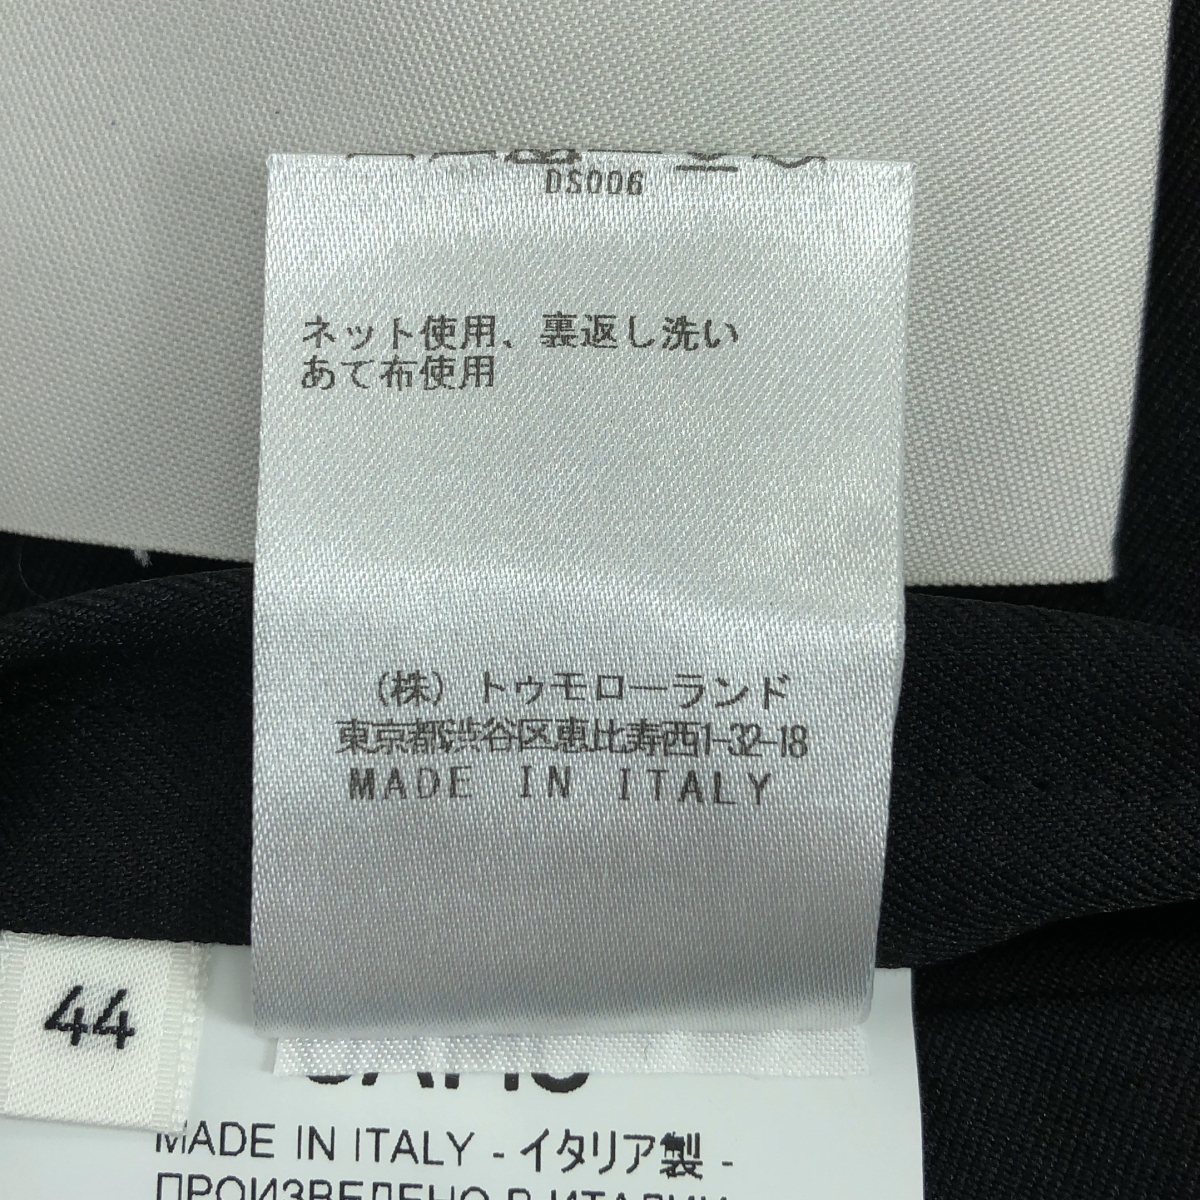 DS006
ネット使用、裏返し洗い
あて布使用
(株) トゥモローランド
東京都渋谷区恵比寿西1-32-18
MADE IN ITALY
44
MADE IN ITALY - イタリア製 -
ПРОИЗВЕДЕНО В ИТАЛИИ